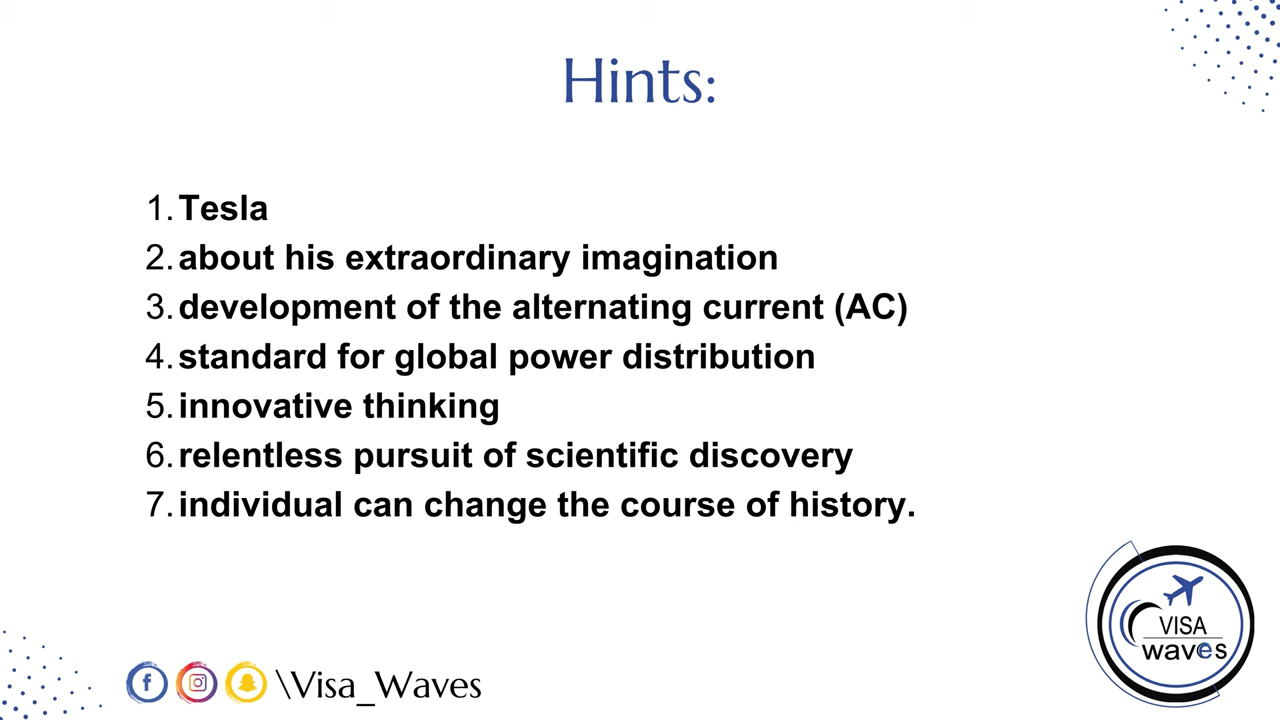 Hints:
1. Tesla
2. about his extraordinary imagination
3. development of the alternating current (AC)
4. standard for global power distribution
5. innovative thinking
6. relentless pursuit of scientific discovery
7. individual can change the course of history.
VISA
waves
\Visa_Waves